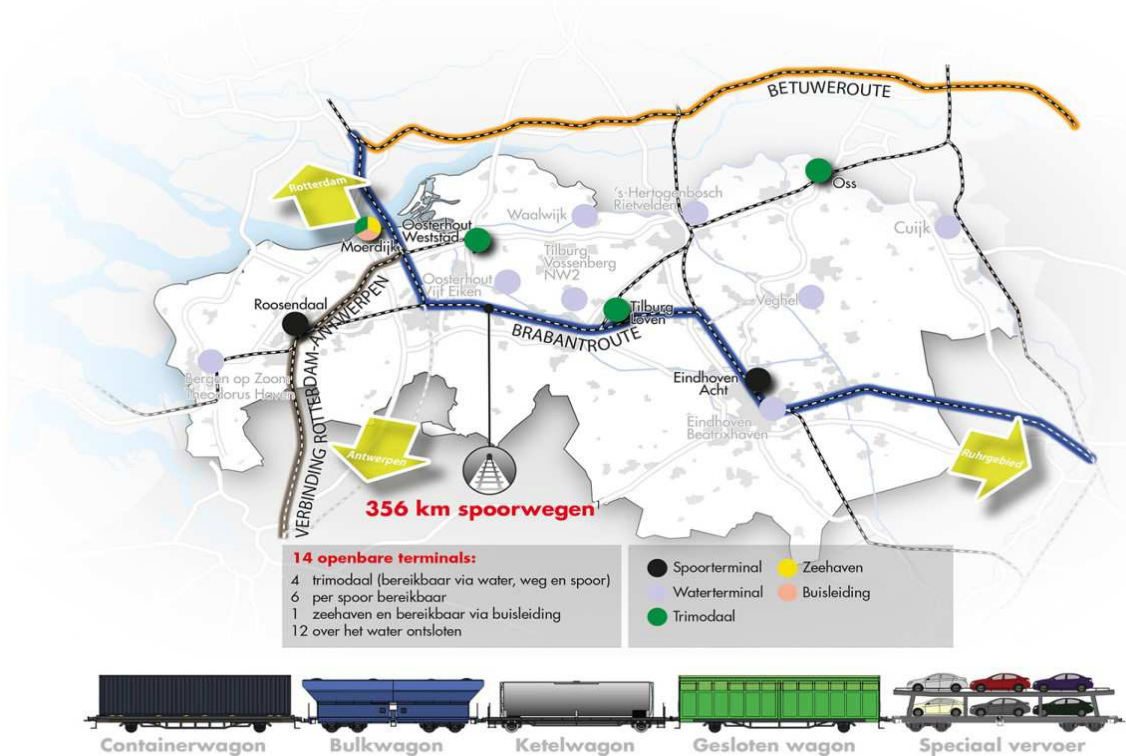 BETUWEROUTE
Rotterdam
Moerdijk
Oosterhout
Weststad
Waalwijk
's-Hertogenbosch
Rietvelden
Oss
Cuijk
Oosterhout
Vijf Eiken
Tilburg
Vossenberg
NW2
Veghel
Roosendaal
Tilburg
Loven
BRABANTROUTE
Bergen op Zoom
Theodorus Haven
VERBINDING ROTTERDAM-ANTWERPEN
Eindhoven
Acht
Eindhoven
Beatrixhaven
Antwerpen
Ruhrgebied
356 km spoorwegen¹
14 openbare terminals:
4 trimodaal (bereikbaar via water, weg en spoor)
6 per spoor bereikbaar
1 zeehaven en bereikbaar via buisleiding
12 over het water ontsloten
Spoorterminal
Zeehaven
Waterterminal
Buisleiding
Trimodaal
Containerwagon
Bulkwagon
Ketelwagon
Gesloten wagon
Speciaal vervoer